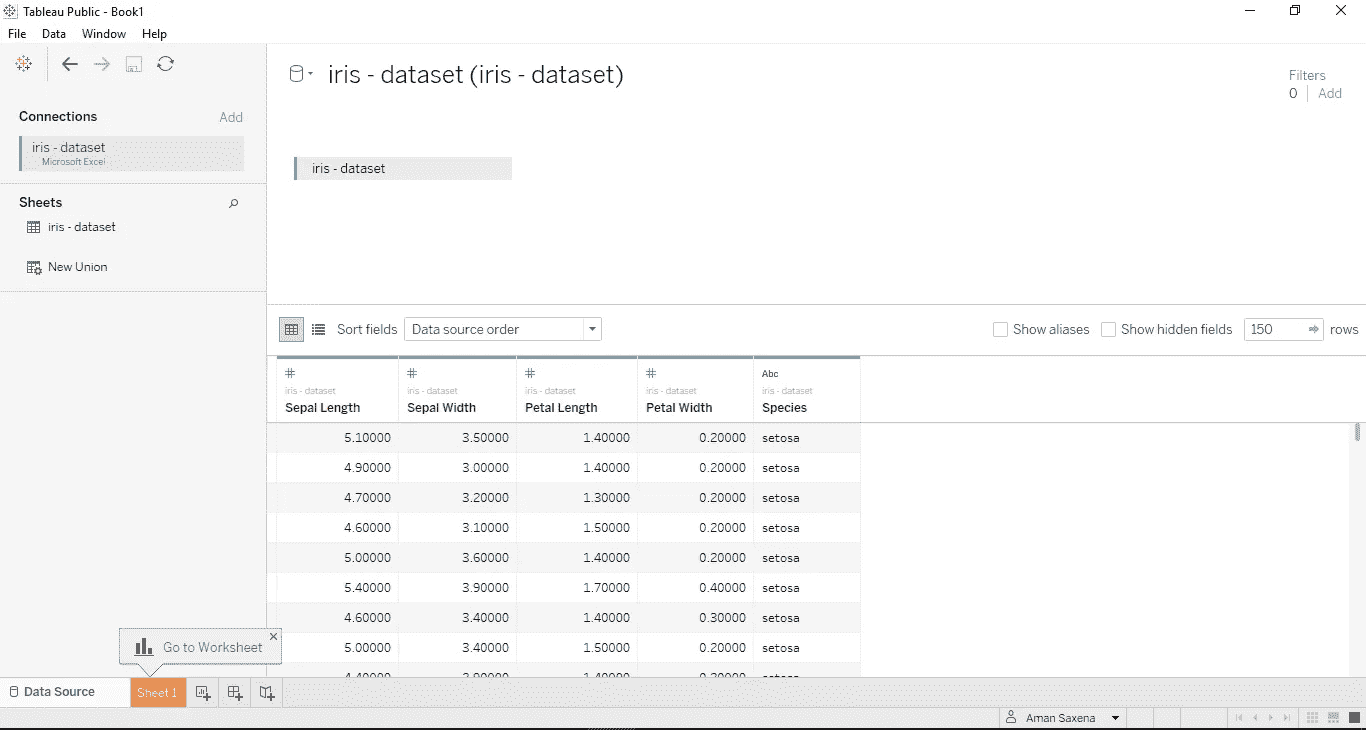 Tableau Public - Book1
File Data Window Help
iris - dataset (iris - dataset)
Filters
0 Add
Connections Add
iris - dataset
Microsoft Excel
iris - dataset
Sheets
iris - dataset
New Union
Sort fields Data source order Show aliases Show hidden fields 150 rows
# # # # Abc
iris - dataset iris - dataset iris - dataset iris - dataset iris - dataset
Sepal Length Sepal Width Petal Length Petal Width Species
5.10000 3.50000 1.40000 0.20000 setosa
4.90000 3.00000 1.40000 0.20000 setosa
4.70000 3.20000 1.30000 0.20000 setosa
4.60000 3.10000 1.50000 0.20000 setosa
5.00000 3.60000 1.40000 0.20000 setosa
5.40000 3.90000 1.70000 0.40000 setosa
4.60000 3.40000 1.40000 0.30000 setosa
5.00000 3.40000 1.50000 0.20000 setosa
Go to Worksheet
Data Source Sheet 1
Aman Saxena